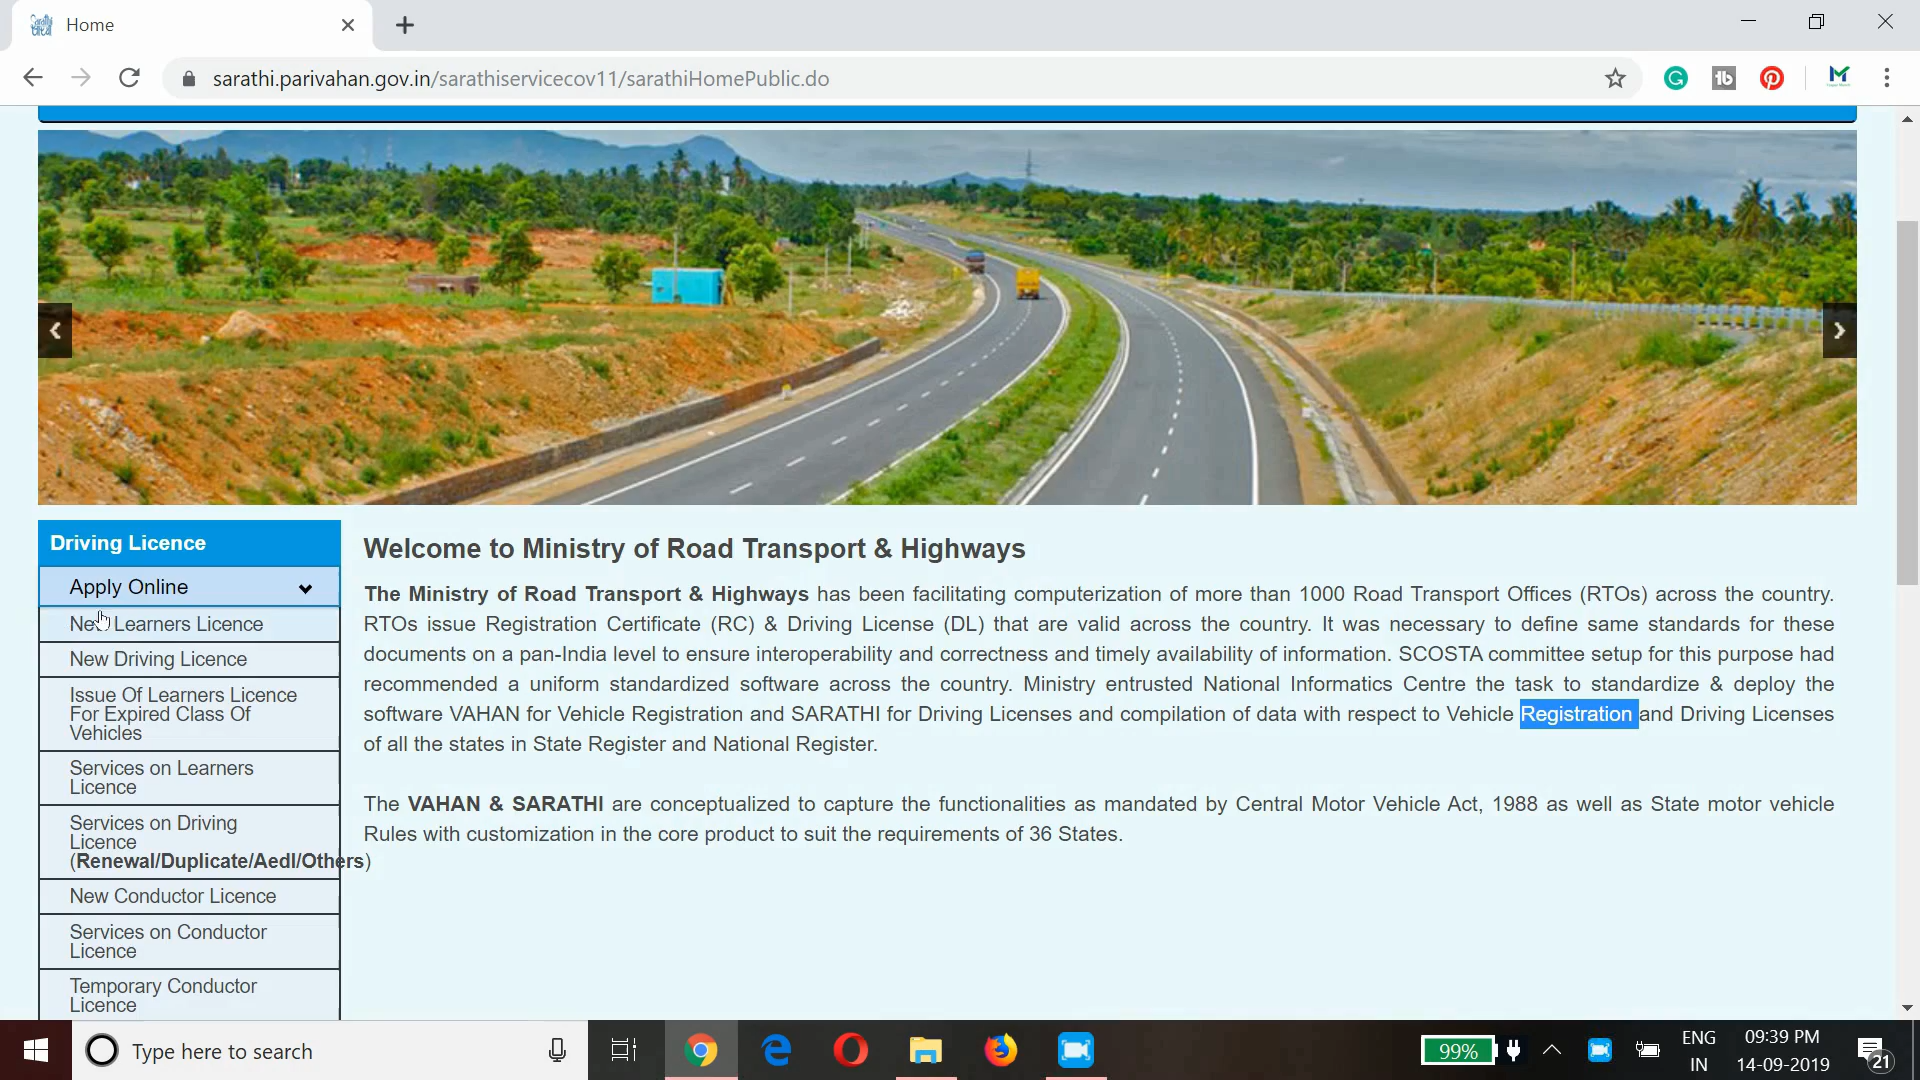 Home
sarathi.parivahan.gov.in/sarathiservicecov11/sarathiHomePublic.do
Driving Licence
Apply Online
New Learners Licence
New Driving Licence
Issue Of Learners Licence
For Expired Class Of
Vehicles
Services on Learners
Licence
Services on Driving
Licence
(Renewal/Duplicate/Aedl/Others)
New Conductor Licence
Services on Conductor
Licence
Temporary Conductor
Licence
Welcome to Ministry of Road Transport & Highways
The Ministry of Road Transport & Highways has been facilitating computerization of more than 1000 Road Transport Offices (RTOs) across the country.
RTOs issue Registration Certificate (RC) & Driving License (DL) that are valid across the country. It was necessary to define same standards for these
documents on a pan-India level to ensure interoperability and correctness and timely availability of information. SCOSTA committee setup for this purpose had
recommended a uniform standardized software across the country. Ministry entrusted National Informatics Centre the task to standardize & deploy the
software VAHAN for Vehicle Registration and SARATHI for Driving Licenses and compilation of data with respect to Vehicle Registration and Driving Licenses
of all the states in State Register and National Register.
The VAHAN & SARATHI are conceptualized to capture the functionalities as mandated by Central Motor Vehicle Act, 1988 as well as State motor vehicle
Rules with customization in the core product to suit the requirements of 36 States.
Type here to search
99%
ENG
IN
09:39 PM
14-09-2019
21